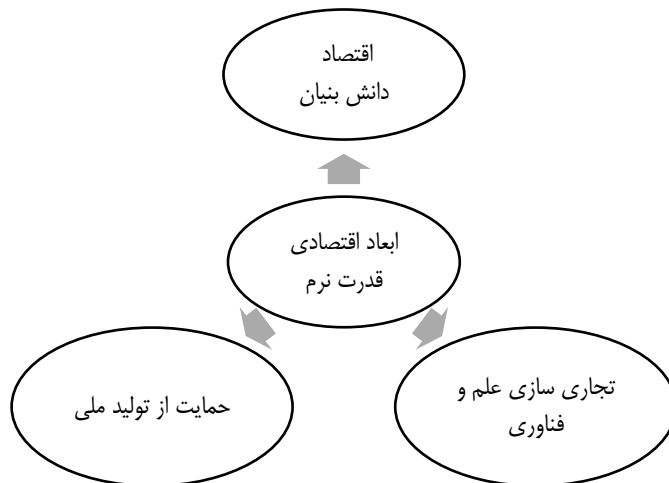 اقتصاد
دانش بنیان
ابعاد اقتصادی
قدرت نرم
تجاری سازی علم و
فناوری
حمایت از تولید ملی